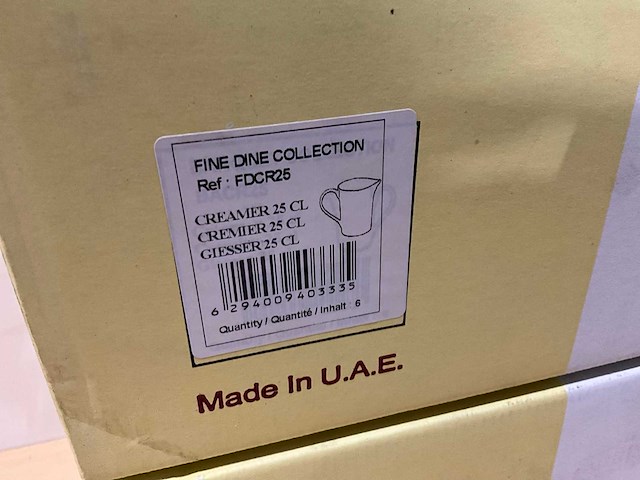 FINE DINE COLLECTION
Ref : FDCR25
CREAMER 25 CL
CREMIER 25 CL
GIESSER 25 CL
6 294009 403335
Quantity / Quantité / Inhalt 6
Made In U.A.E.